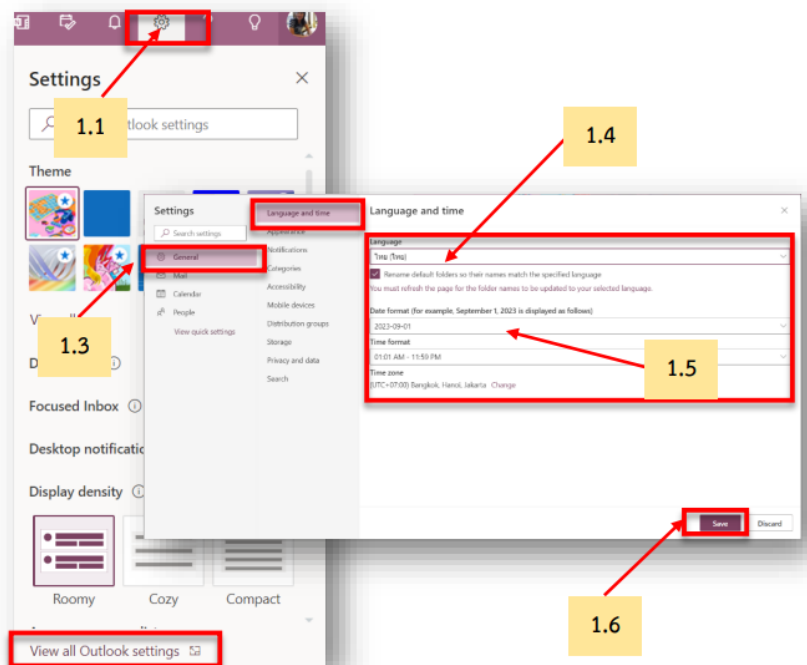 Settings
1.1
tlook settings
Theme
1.4
Settings
Search settings
General
Mail
Calendar
People
View quick settings
Language and time
Appearance
Notifications
Categories
Accessibility
Mobile devices
Distribution groups
Storage
Privacy and data
Search
Language and time
Language
ไทย (ไทย)
Rename default folders so their names match the specified language
You must refresh the page for the folder names to be updated to your selected language.
Date format (for example, September 1, 2023 is displayed as follows)
2023-09-01
Time format
01:01 AM - 11:59 PM
Time zone
(UTC+07:00) Bangkok, Hanoi, Jakarta Change
Save
Discard
1.3
1.5
1.6
Focused Inbox
Desktop notificatio
Display density
Roomy
Cozy
Compact
View all Outlook settings